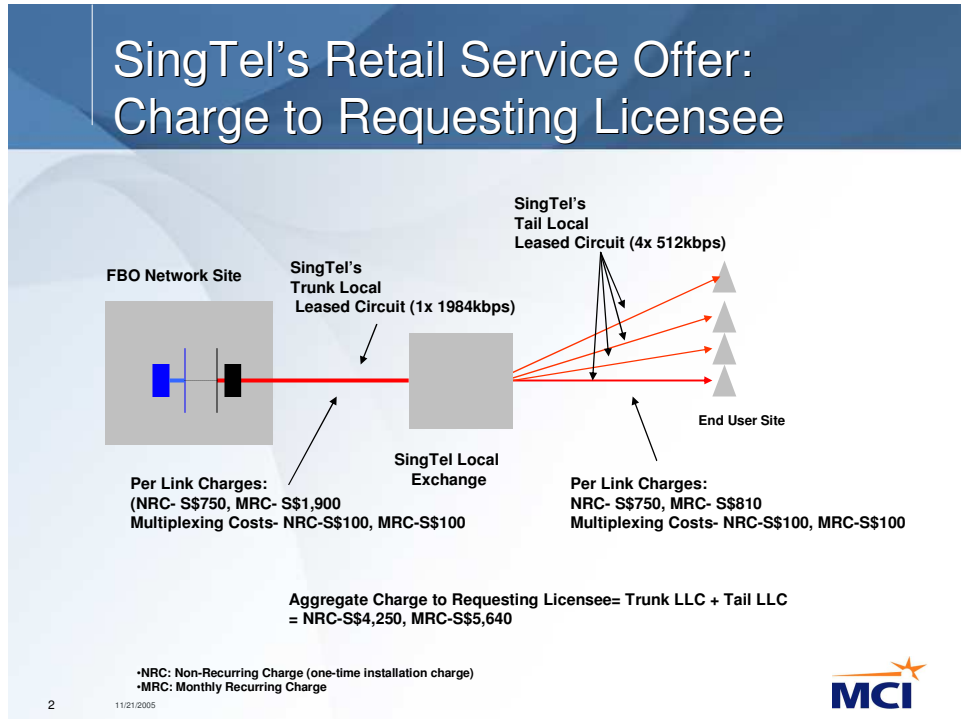 SingTel's Retail Service Offer:
Charge to Requesting Licensee
SingTel's
Tail Local
Leased Circuit (4x 512kbps)
FBO Network Site
SingTel's
Trunk Local
Leased Circuit (1x 1984kbps)
End User Site
SingTel Local
Exchange
Per Link Charges:
(NRC- S$750, MRC- S$1,900
Multiplexing Costs- NRC-S$100, MRC-S$100
Per Link Charges:
NRC- S$750, MRC- S$810
Multiplexing Costs- NRC-S$100, MRC-S$100
Aggregate Charge to Requesting Licensee= Trunk LLC + Tail LLC
= NRC-S$4,250, MRC-S$5,640
•NRC: Non-Recurring Charge (one-time installation charge)
•MRC: Monthly Recurring Charge
2
11/21/2005
MCI